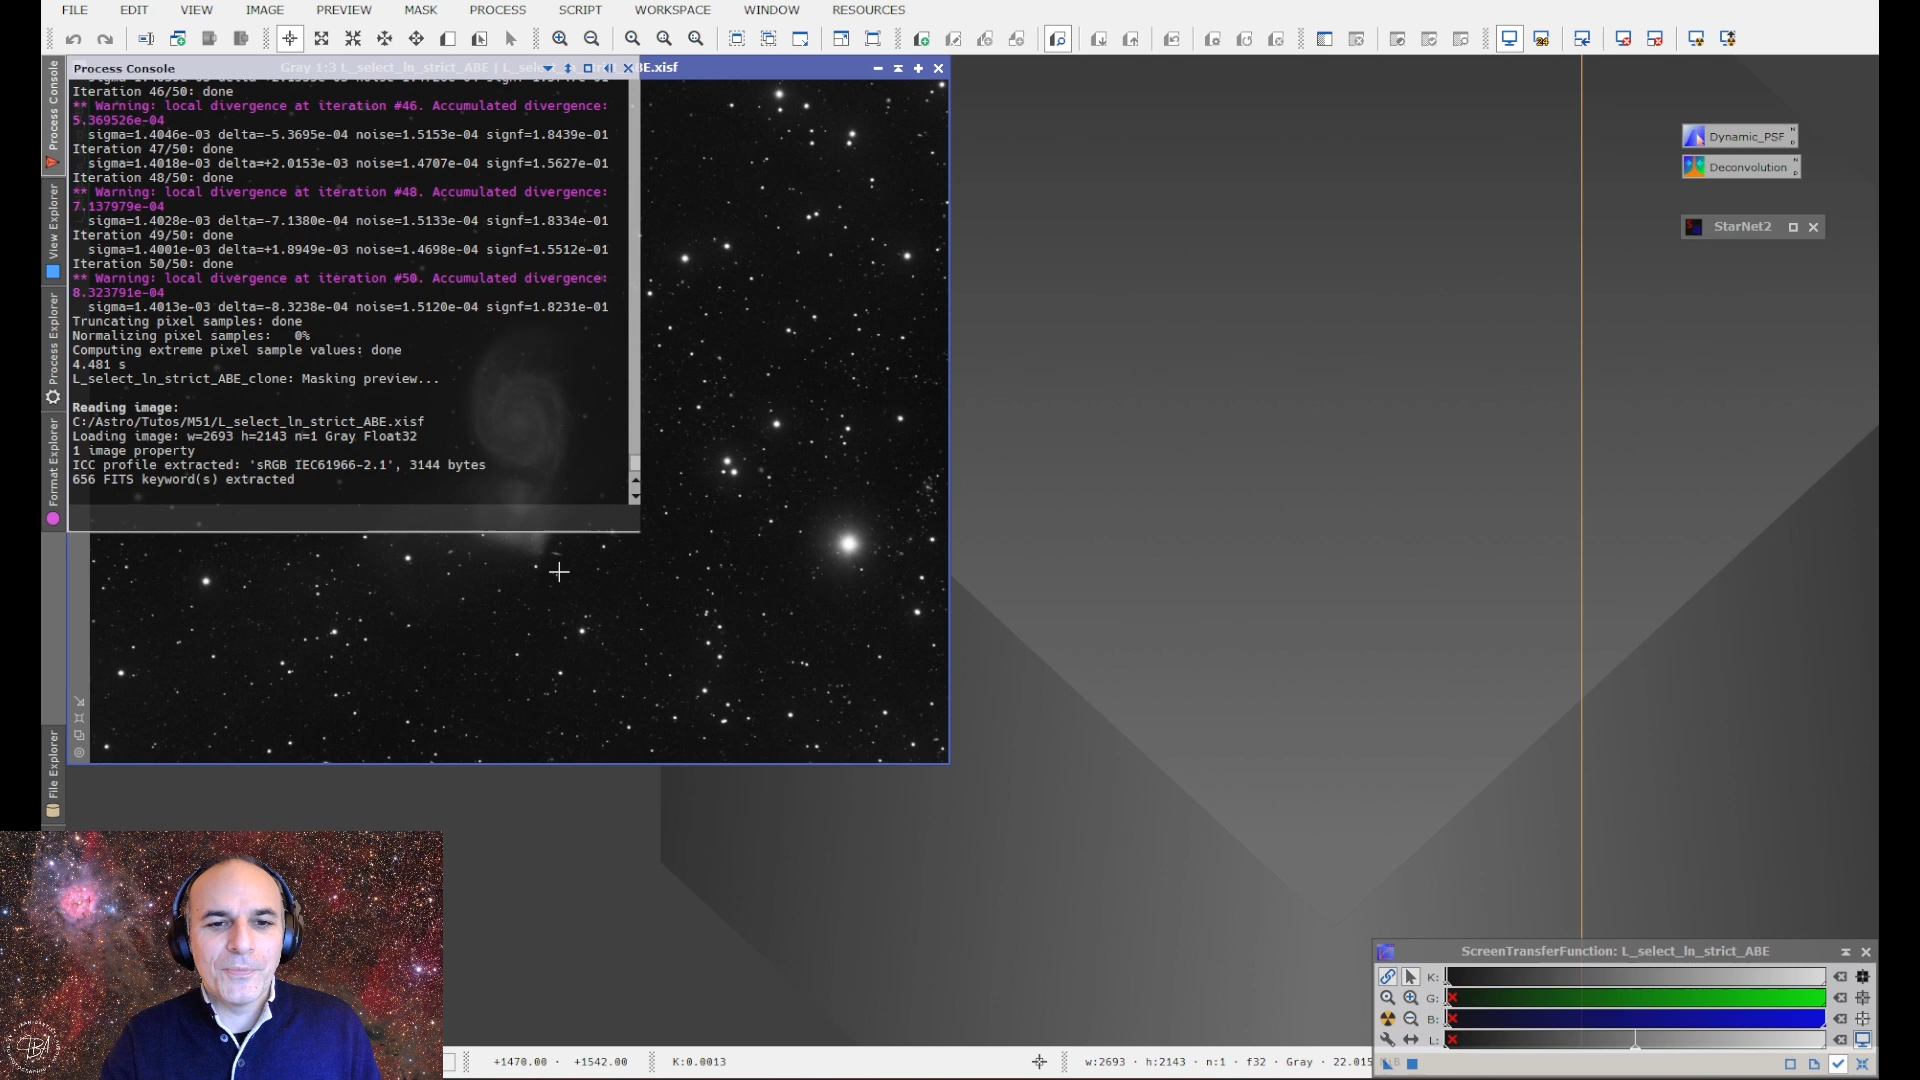 FILE EDIT VIEW IMAGE PREVIEW MASK PROCESS SCRIPT WORKSPACE WINDOW RESOURCES
Process Console
BE.xisf
Iteration 46/50: done
** Warning: local divergence at iteration #46. Accumulated divergence:
5.369526e-04
sigma=1.4046e-03 delta=-5.3695e-04 noise=1.5153e-04 signf=1.8439e-01
Iteration 47/50: done
sigma=1.4018e-03 delta=+2.0153e-03 noise=1.4707e-04 signf=1.5627e-01
Iteration 48/50: done
** Warning: local divergence at iteration #48. Accumulated divergence:
7.137979e-04
sigma=1.4028e-03 delta=-7.1380e-04 noise=1.5133e-04 signf=1.8334e-01
Iteration 49/50: done
sigma=1.4001e-03 delta=+1.8949e-03 noise=1.4698e-04 signf=1.5512e-01
Iteration 50/50: done
** Warning: local divergence at iteration #50. Accumulated divergence:
8.323791e-04
sigma=1.4013e-03 delta=-8.3238e-04 noise=1.5120e-04 signf=1.8231e-01
Truncating pixel samples: done
Normalizing pixel samples: 0%
Computing extreme pixel sample values: done
4.481 s
L_select_ln_strict_ABE_clone: Masking preview...
Reading image:
C:/Astro/Tutos/M51/L_select_ln_strict_ABE.xisf
Loading image: w=2693 h=2143 n=1 Gray Float32
1 image property
ICC profile extracted: 'sRGB IEC61966-2.1', 3144 bytes
656 FITS keyword(s) extracted
Process Console
View Explorer
Process Explorer
Format Explorer
File Explorer
Dynamic_PSF
Deconvolution
StarNet2
ScreenTransferFunction: L_select_ln_strict_ABE
K:
G:
B:
L:
+1470.00 · +1542.00 K:0.0013 w:2693 · h:2143 · n:1 · f32 · Gray · 22.015